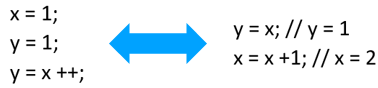 x = 1;
y = 1;
y = x ++;
y = x; // y = 1
x = x +1; // x = 2